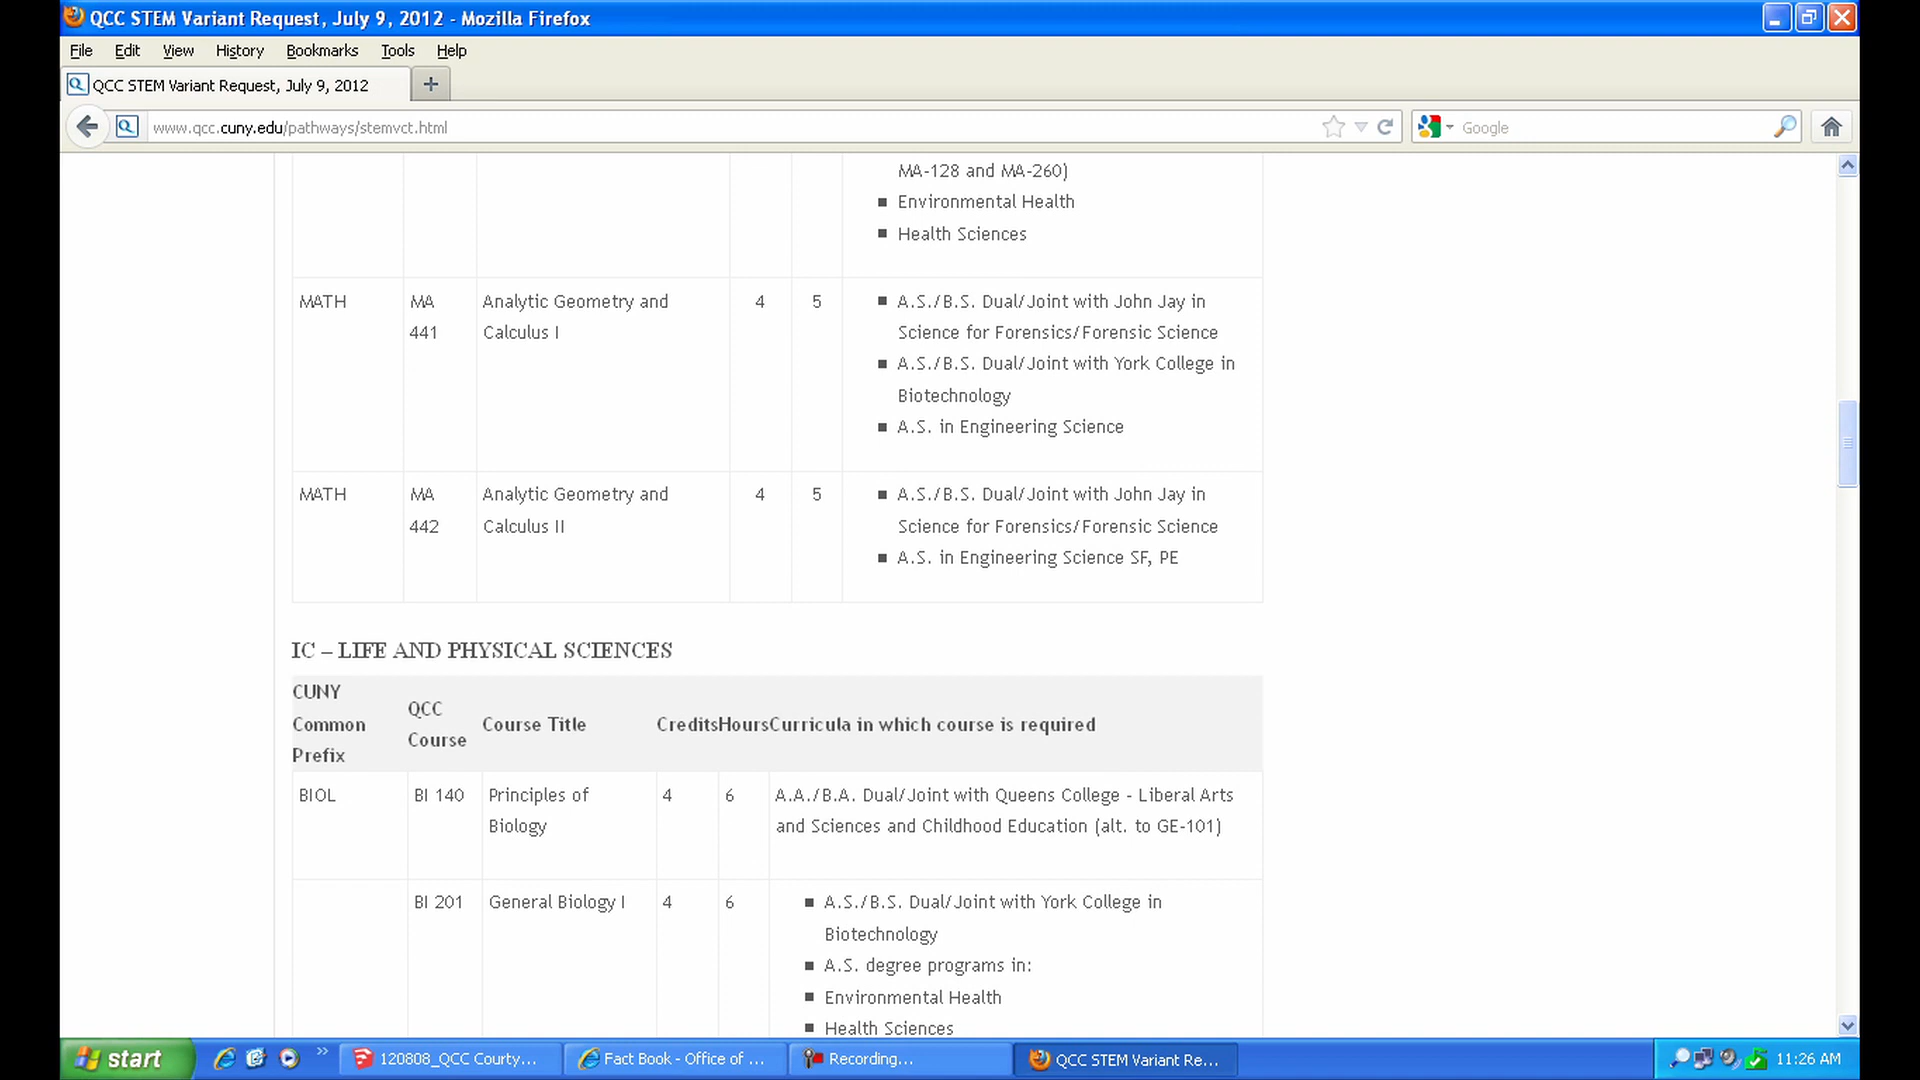 QCC STEM Variant Request, July 9, 2012 - Mozilla Firefox
File Edit View History Bookmarks Tools Help
QCC STEM Variant Request, July 9, 2012
www.qcc.cuny.edu/pathways/stemvct.html Google
MA-128 and MA-260)
Environmental Health
Health Sciences
MATH MA Analytic Geometry and 4 5 A.S./B.S. Dual/Joint with John Jay in
441 Calculus I Science for Forensics/Forensic Science
A.S./B.S. Dual/Joint with York College in
Biotechnology
A.S. in Engineering Science
MATH MA Analytic Geometry and 4 5 A.S./B.S. Dual/Joint with John Jay in
442 Calculus II Science for Forensics/Forensic Science
A.S. in Engineering Science SF, PE
IC – LIFE AND PHYSICAL SCIENCES
CUNY
Common
Prefix
QCC
Course
Course Title Credits Hours Curricula in which course is required
BIOL BI 140 Principles of 4 6 A.A./B.A. Dual/Joint with Queens College - Liberal Arts
Biology and Sciences and Childhood Education (alt. to GE-101)
BI 201 General Biology I 4 6 A.S./B.S. Dual/Joint with York College in
Biotechnology
A.S. degree programs in:
Environmental Health
Health Sciences
start 120808_QCC Courty... Fact Book - Office of ... Recording... QCC STEM Variant Re... 11:26 AM